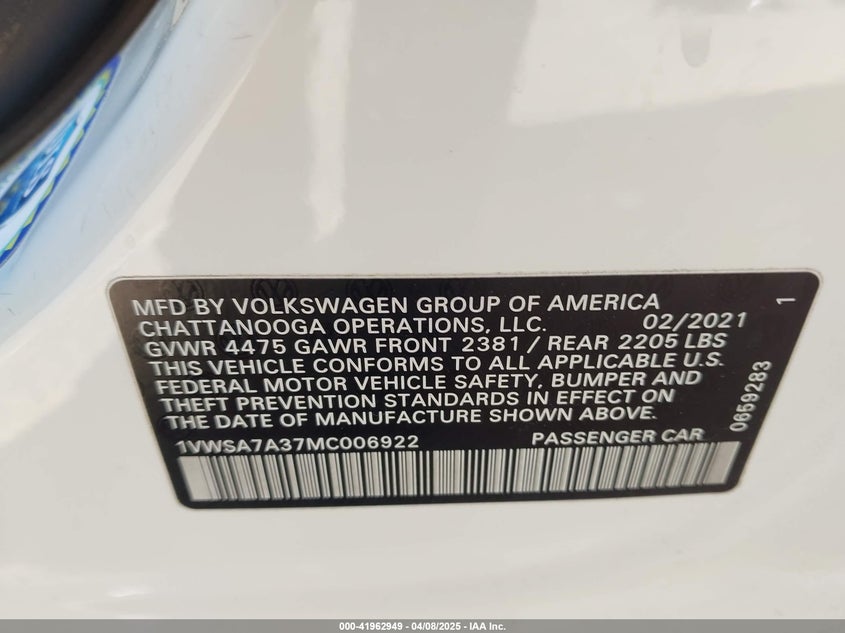 MFD BY VOLKSWAGEN GROUP OF AMERICA
CHATTANOOGA OPERATIONS, LLC. 02/2021 1
GVWR 4475 GAWR FRONT 2381 / REAR 2205 LBS
THIS VEHICLE CONFORMS TO ALL APPLICABLE U.S.
FEDERAL MOTOR VEHICLE SAFETY, BUMPER AND
THEFT PREVENTION STANDARDS IN EFFECT ON
THE DATE OF MANUFACTURE SHOWN ABOVE.
0659283
1VWSA7A37MC006922 PASSENGER CAR
000-41962949 - 04/08/2025 - IAA Inc.